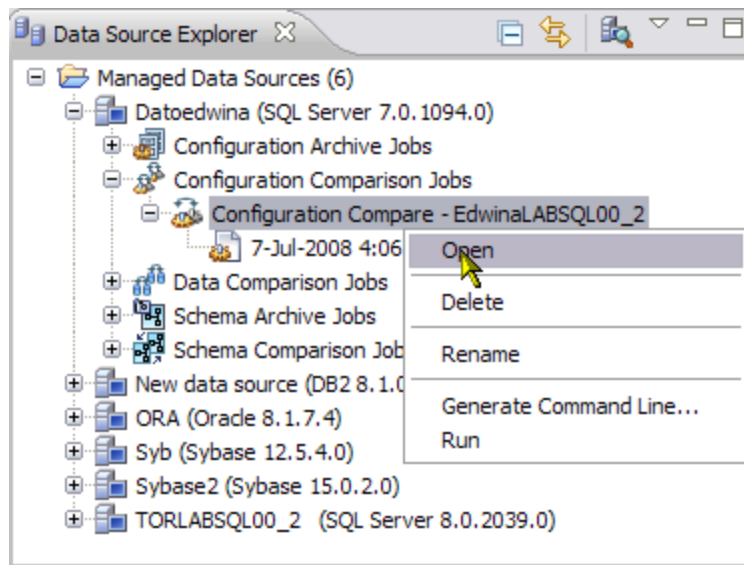 Data Source Explorer
Managed Data Sources (6)
Datoedwina (SQL Server 7.0.1094.0)
Configuration Archive Jobs
Configuration Comparison Jobs
Configuration Compare - EdwinaLABSQL00_2
7-Jul-2008 4:06
Open
Data Comparison Jobs
Delete
Schema Archive Jobs
Schema Comparison Job
Rename
New data source (DB2 8.1.0
ORA (Oracle 8.1.7.4)
Generate Command Line...
Syb (Sybase 12.5.4.0)
Run
Sybase2 (Sybase 15.0.2.0)
TORLABSQL00_2 (SQL Server 8.0.2039.0)